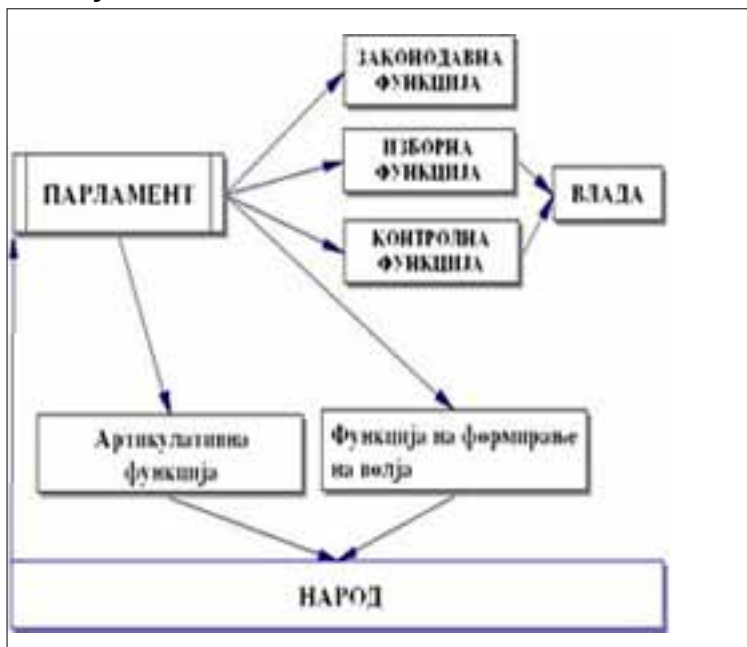 ЗАКОНОДАВНА
ФУНКЦИЈА
ПАРЛАМЕНТ
ИЗБОРНА
ФУНКЦИЈА
ВЛАДА
КОНТРОЛНА
ФУНКЦИЈА
Артикулативна
функција
Функција на формирање
на волја
НАРОД